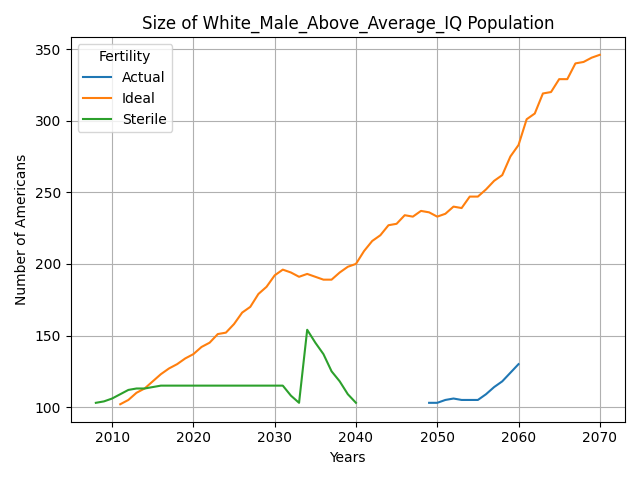 Size of White_Male_Above_Average_IQ Population
350
300
250
200
150
100
Number of Americans
Fertility
Actual
Ideal
Sterile
2010 2020 2030 2040 2050 2060 2070
Years